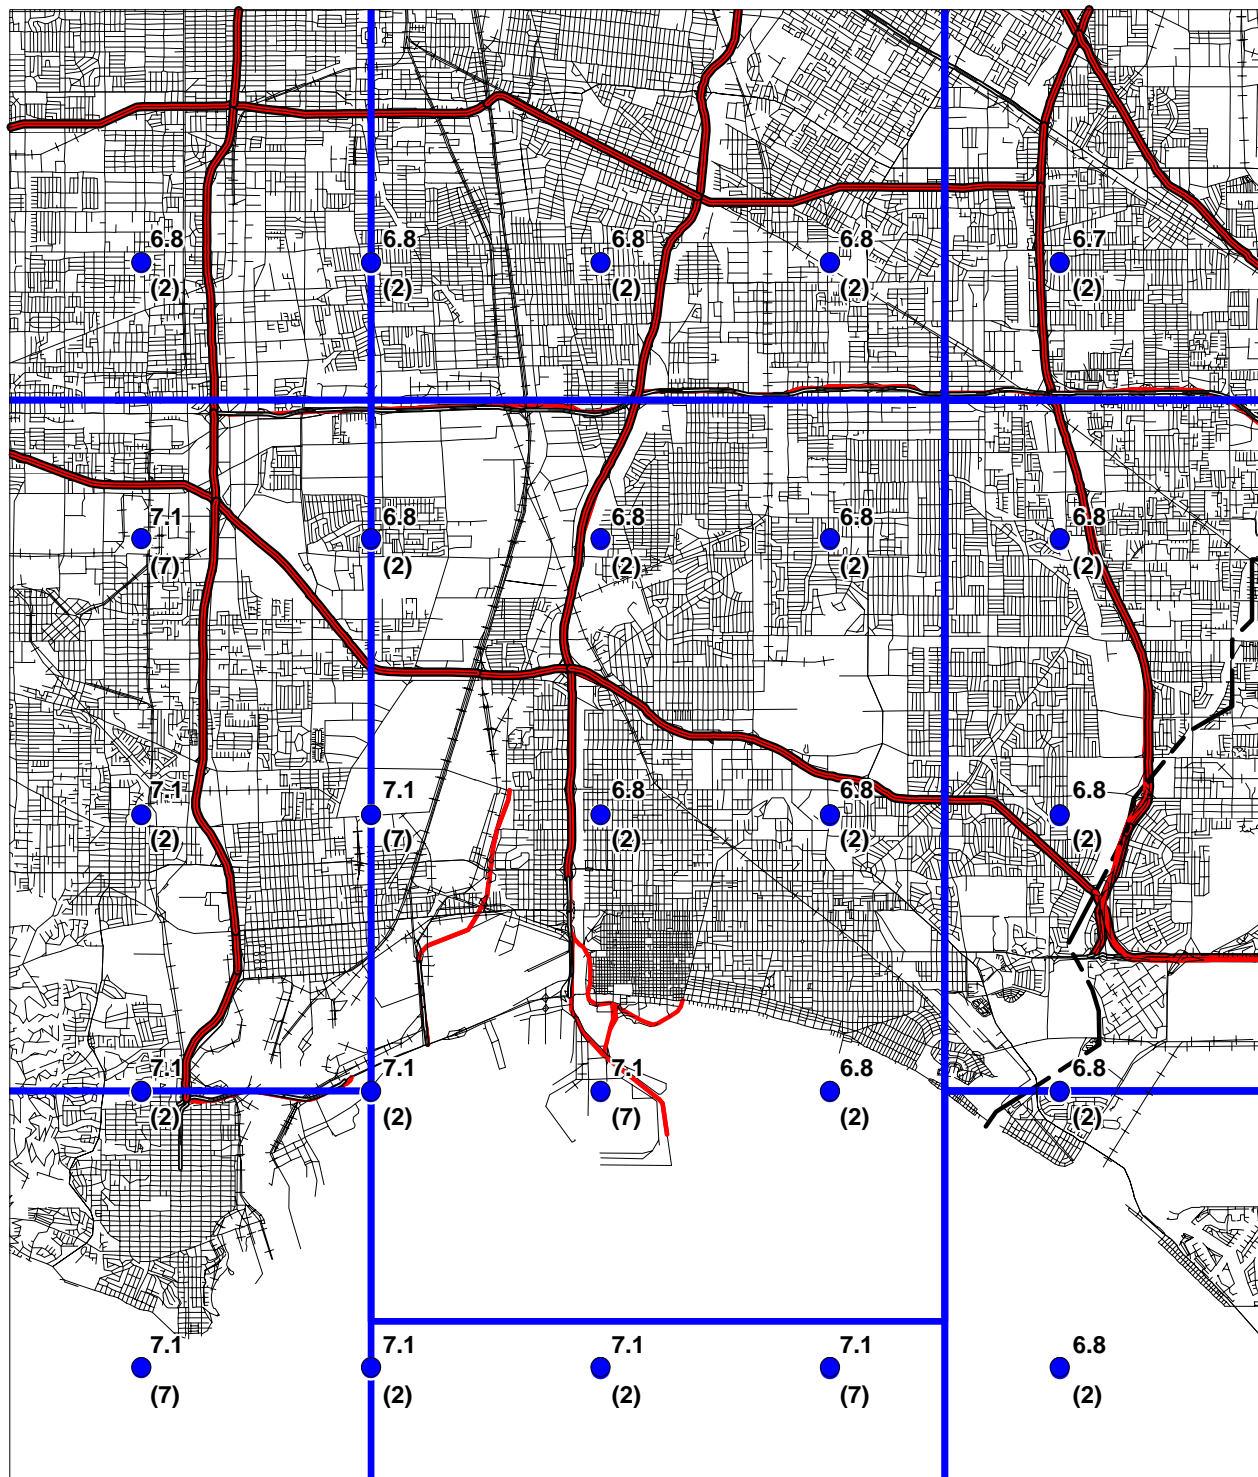 6.8 6.8 6.8 6.8 6.7
(2) (2) (2) (2) (2)
7.1 6.8 6.8 6.8 6.8
(7) (2) (2) (2) (2)
7.1 7.1 6.8 6.8 6.8
(2) (7) (2) (2) (2)
7.1 7.1 7.1 6.8 6.8
(2) (2) (7) (2) (2)
7.1 7.1 7.1 7.1 6.8
(7) (2) (2) (7) (2)